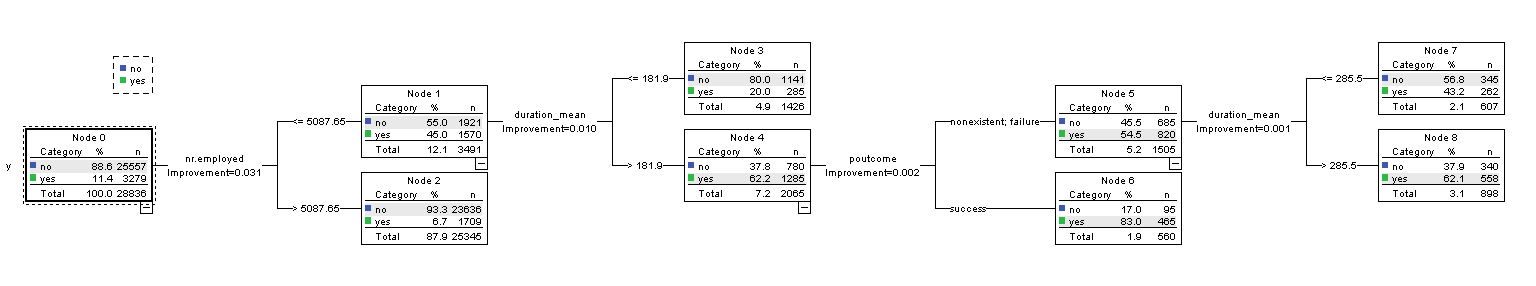 no
yes
y
Node 0
Category % n
no 88.6 25557
yes 11.4 3279
Total 100.0 28836
nr.employed
Improvement=0.031
<= 5087.65
Node 1
Category % n
no 55.0 1921
yes 45.0 1570
Total 12.1 3491
> 5087.65
Node 2
Category % n
no 93.3 23636
yes 6.7 1709
Total 87.9 25345
duration_mean
Improvement=0.010
<= 181.9
Node 3
Category % n
no 80.0 1141
yes 20.0 285
Total 4.9 1426
> 181.9
Node 4
Category % n
no 37.8 780
yes 62.2 1285
Total 7.2 2065
poutcome
Improvement=0.002
nonexistent; failure
Node 5
Category % n
no 45.5 685
yes 54.5 820
Total 5.2 1505
success
Node 6
Category % n
no 17.0 95
yes 83.0 465
Total 1.9 560
duration_mean
Improvement=0.001
<= 285.5
Node 7
Category % n
no 56.8 345
yes 43.2 262
Total 2.1 607
> 285.5
Node 8
Category % n
no 37.9 340
yes 62.1 558
Total 3.1 898